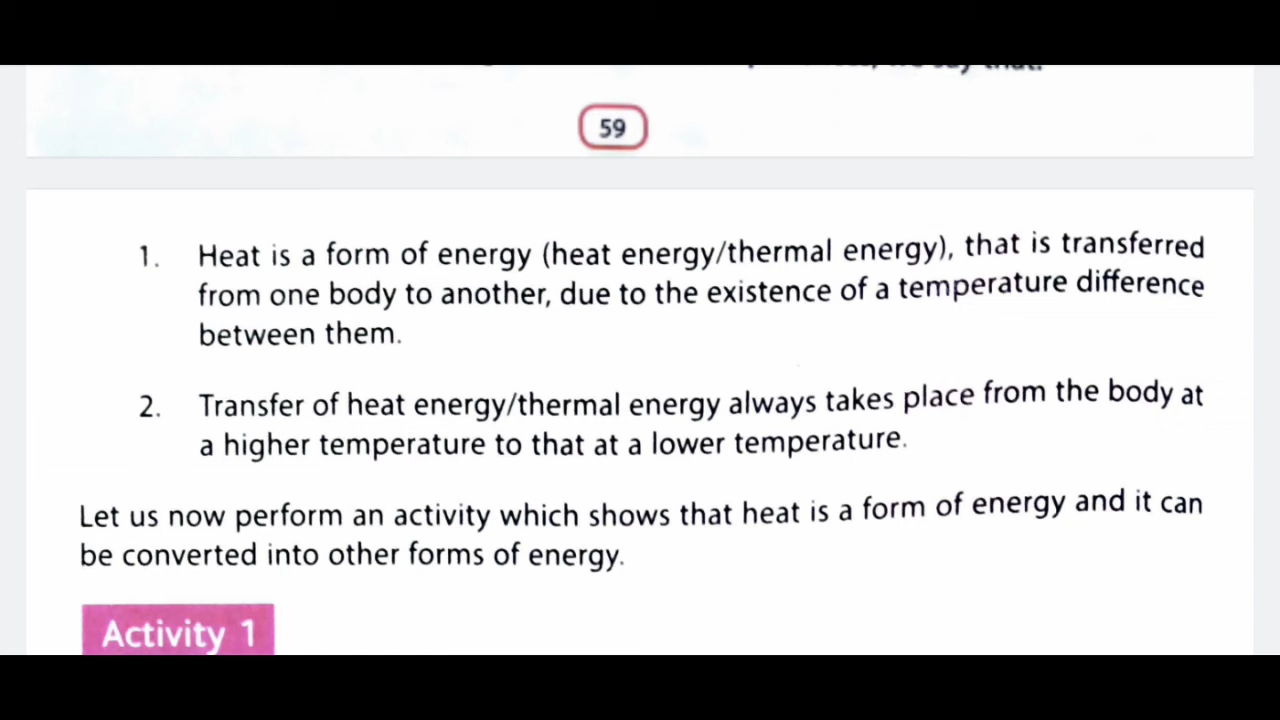 say that:
59
1. Heat is a form of energy (heat energy/thermal energy), that is transferred
from one body to another, due to the existence of a temperature difference
between them.
2. Transfer of heat energy/thermal energy always takes place from the body at
a higher temperature to that at a lower temperature.
Let us now perform an activity which shows that heat is a form of energy and it can
be converted into other forms of energy.
Activity 1